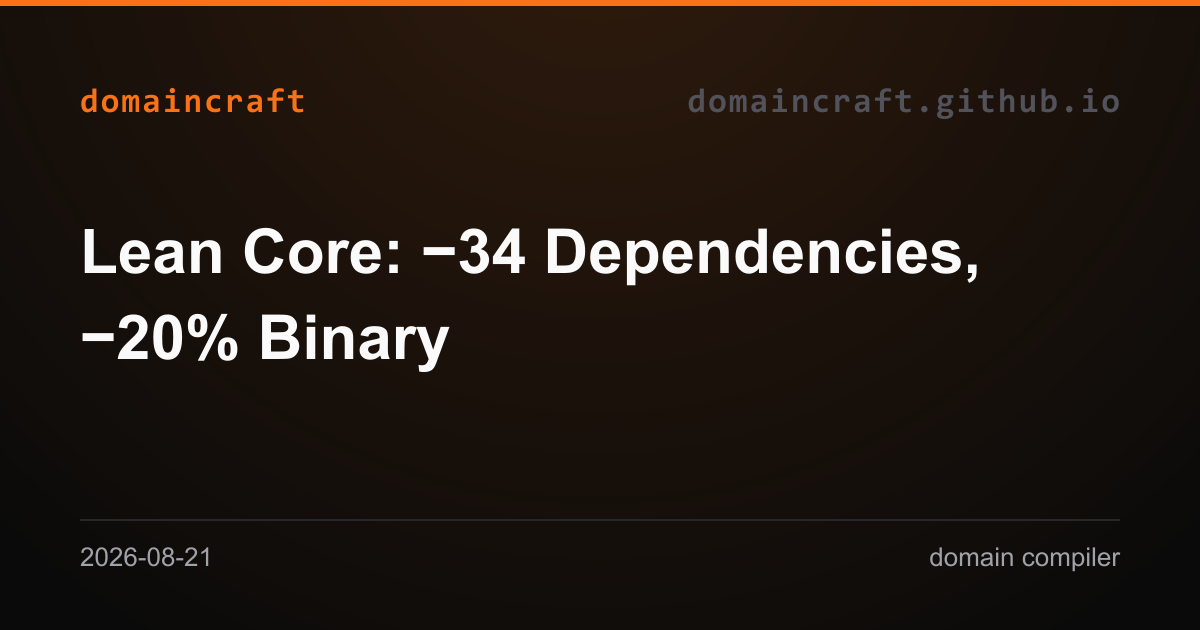 domaincraft
domaincraft.github.io
Lean Core: −34 Dependencies,
−20% Binary
2026-08-21
domain compiler